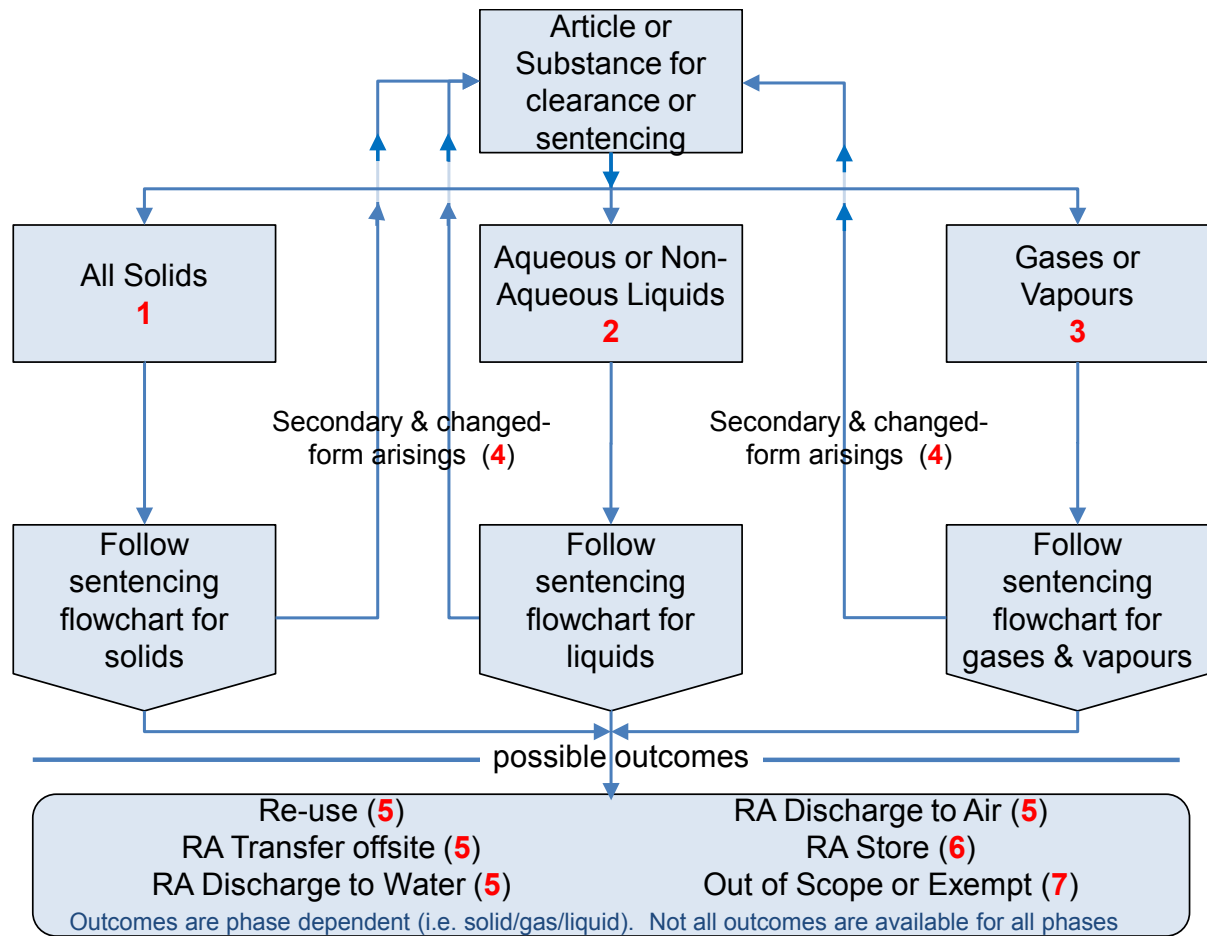 Article or
Substance for
clearance or
sentencing
All Solids
1
Aqueous or Non-
Aqueous Liquids
2
Gases or
Vapours
3
Secondary & changed-
form arisings (4)
Secondary & changed-
form arisings (4)
Follow
sentencing
flowchart for
solids
Follow
sentencing
flowchart for
liquids
Follow
sentencing
flowchart for
gases & vapours
possible outcomes
Re-use (5)
RA Transfer offsite (5)
RA Discharge to Water (5)
RA Discharge to Air (5)
RA Store (6)
Out of Scope or Exempt (7)
Outcomes are phase dependent (i.e. solid/gas/liquid). Not all outcomes are available for all phases